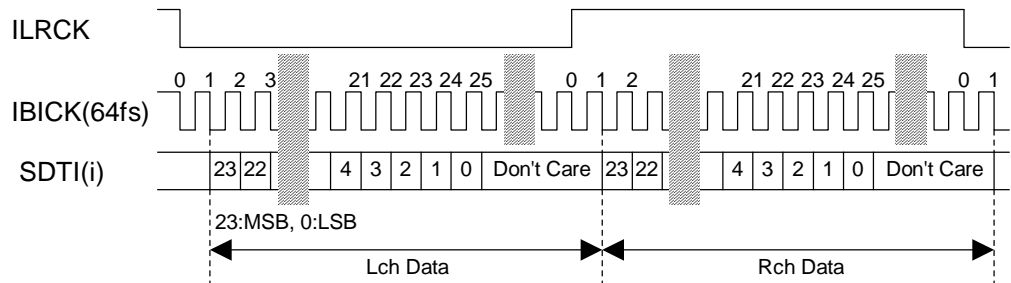 ILRCK
0 1 2 3 21 22 23 24 25 0 1 2 21 22 23 24 25 0 1
IBICK(64fs)
SDTI(i) 23 22 4 3 2 1 0 Don't Care 23 22 4 3 2 1 0 Don't Care
23:MSB, 0:LSB
Lch Data Rch Data